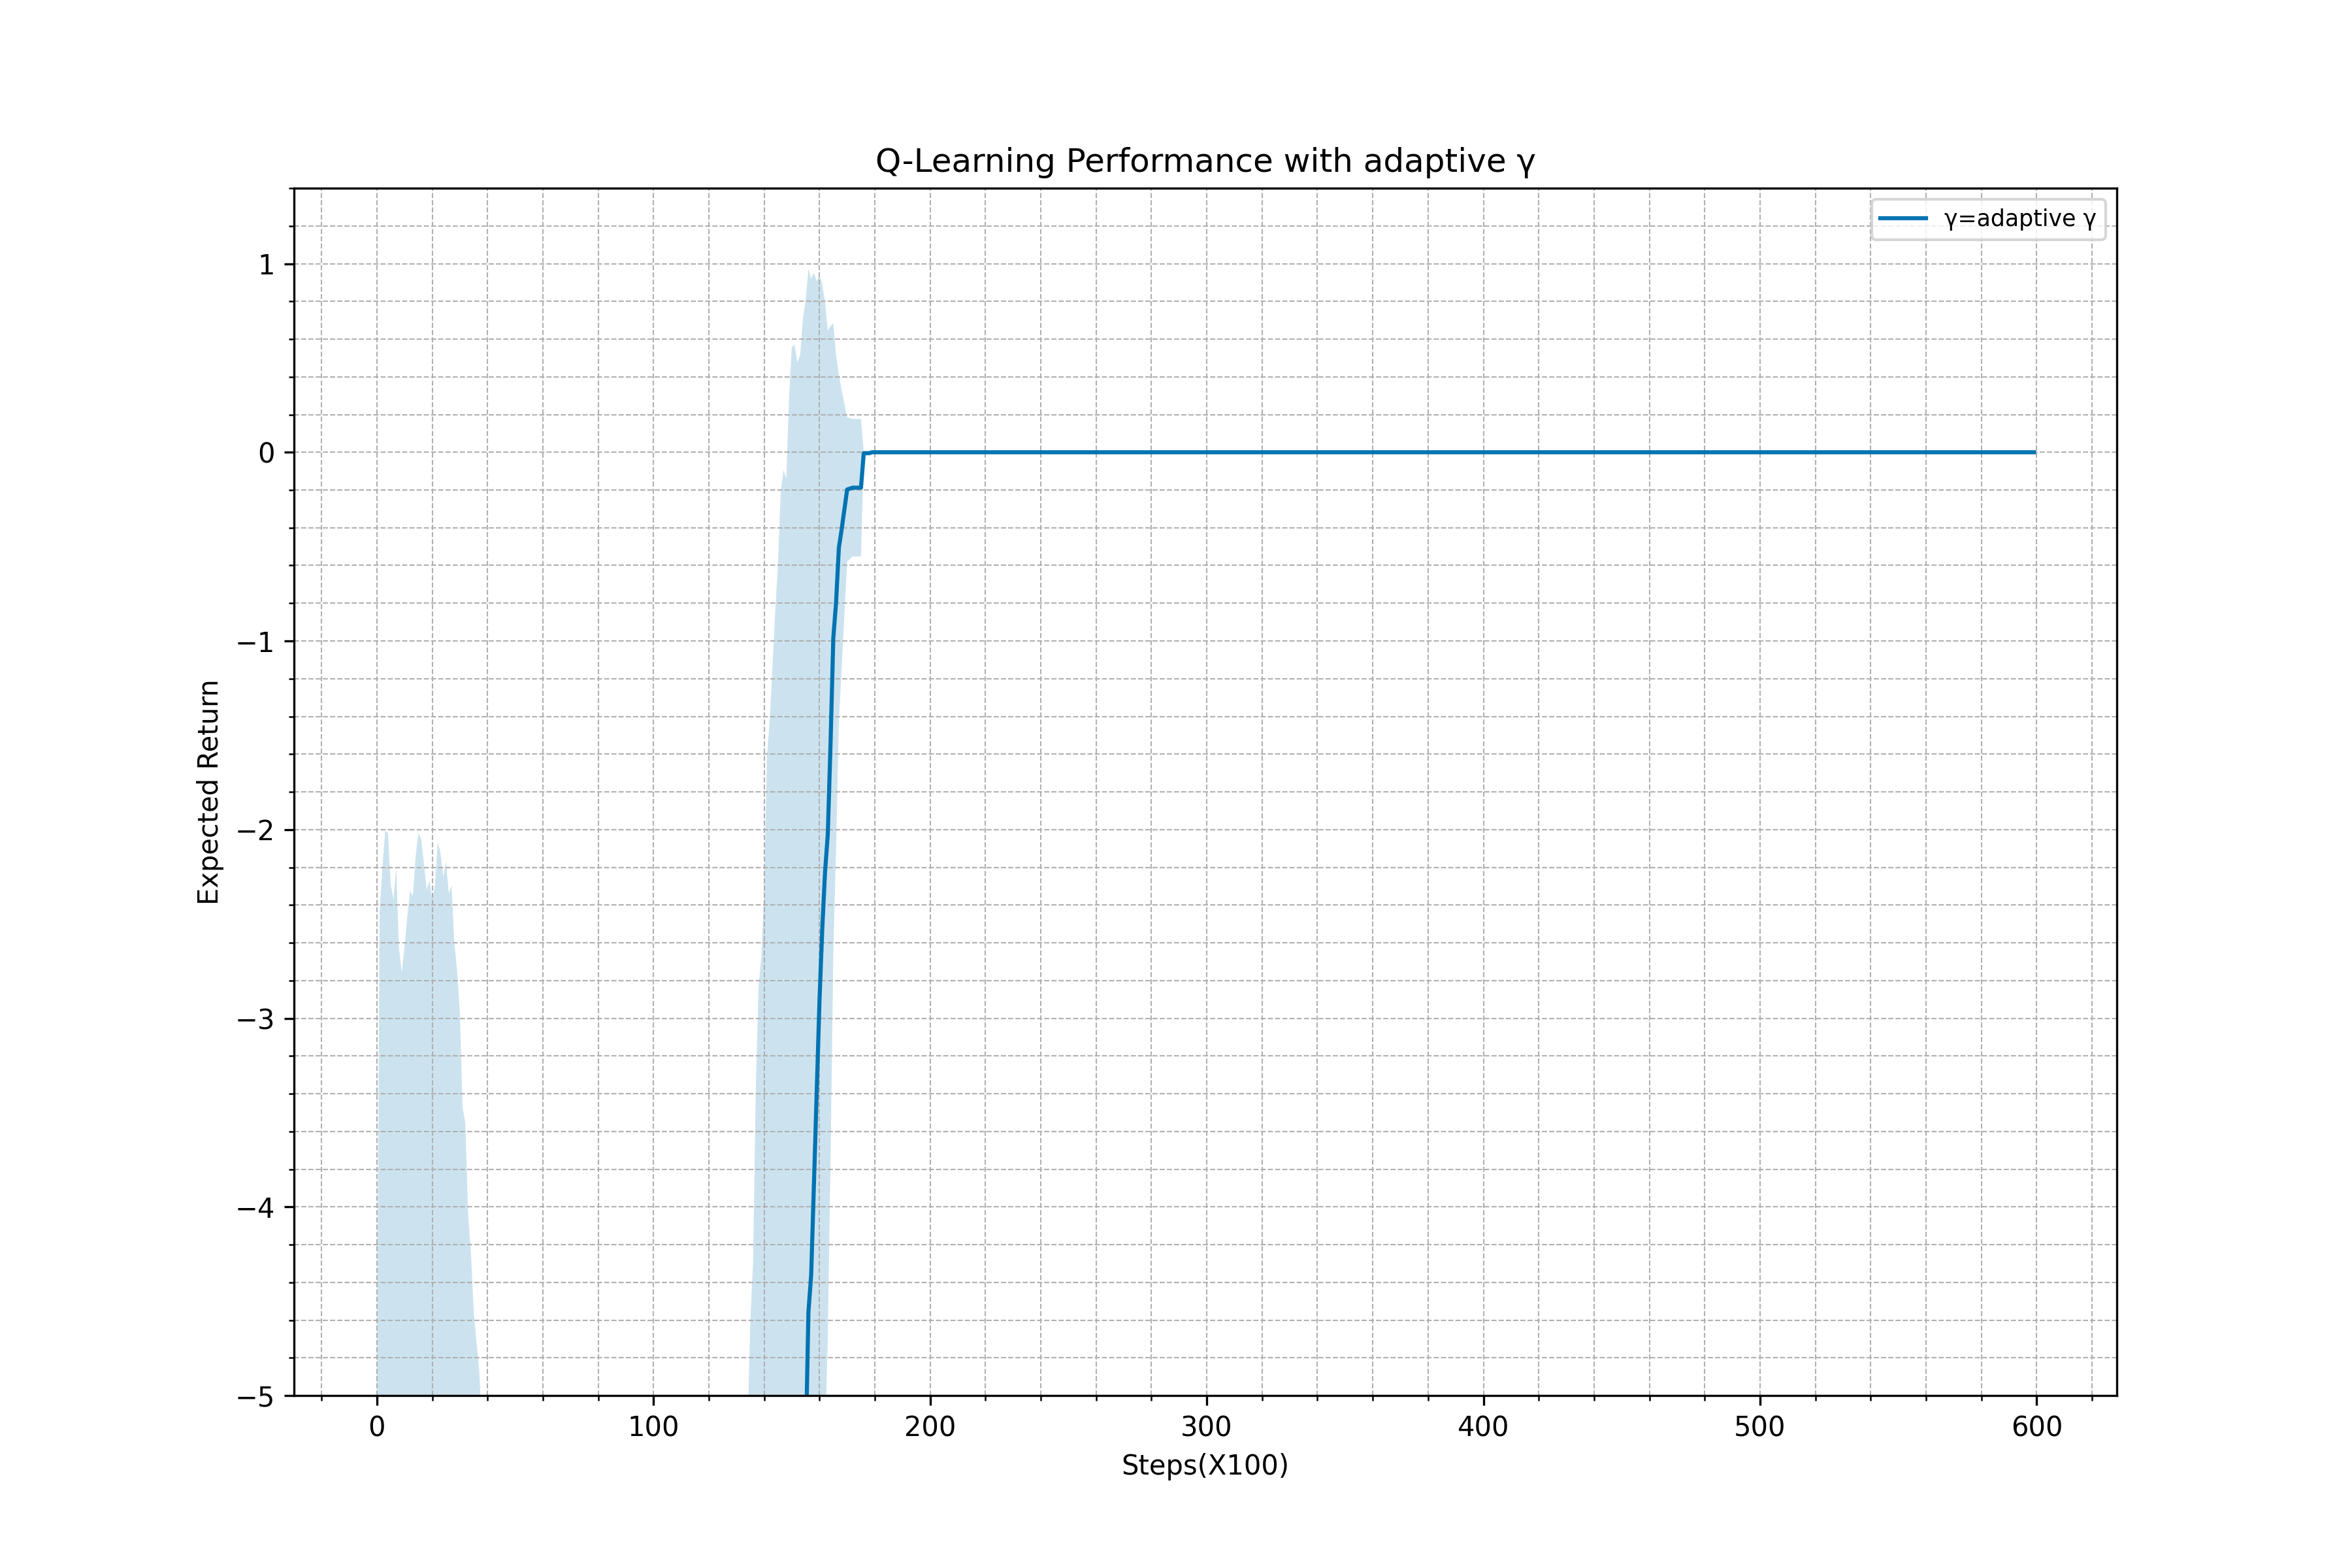 Q-Learning Performance with adaptive γ
γ=adaptive γ
1
0
−1
−2
−3
−4
−5
Expected Return
0 100 200 300 400 500 600
Steps(X100)